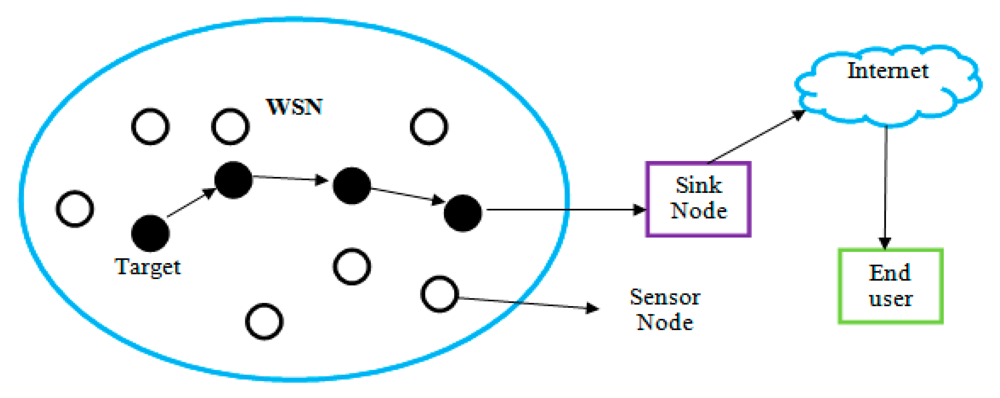 WSN
Target
Sink
Node
Sensor
Node
Internet
End
user